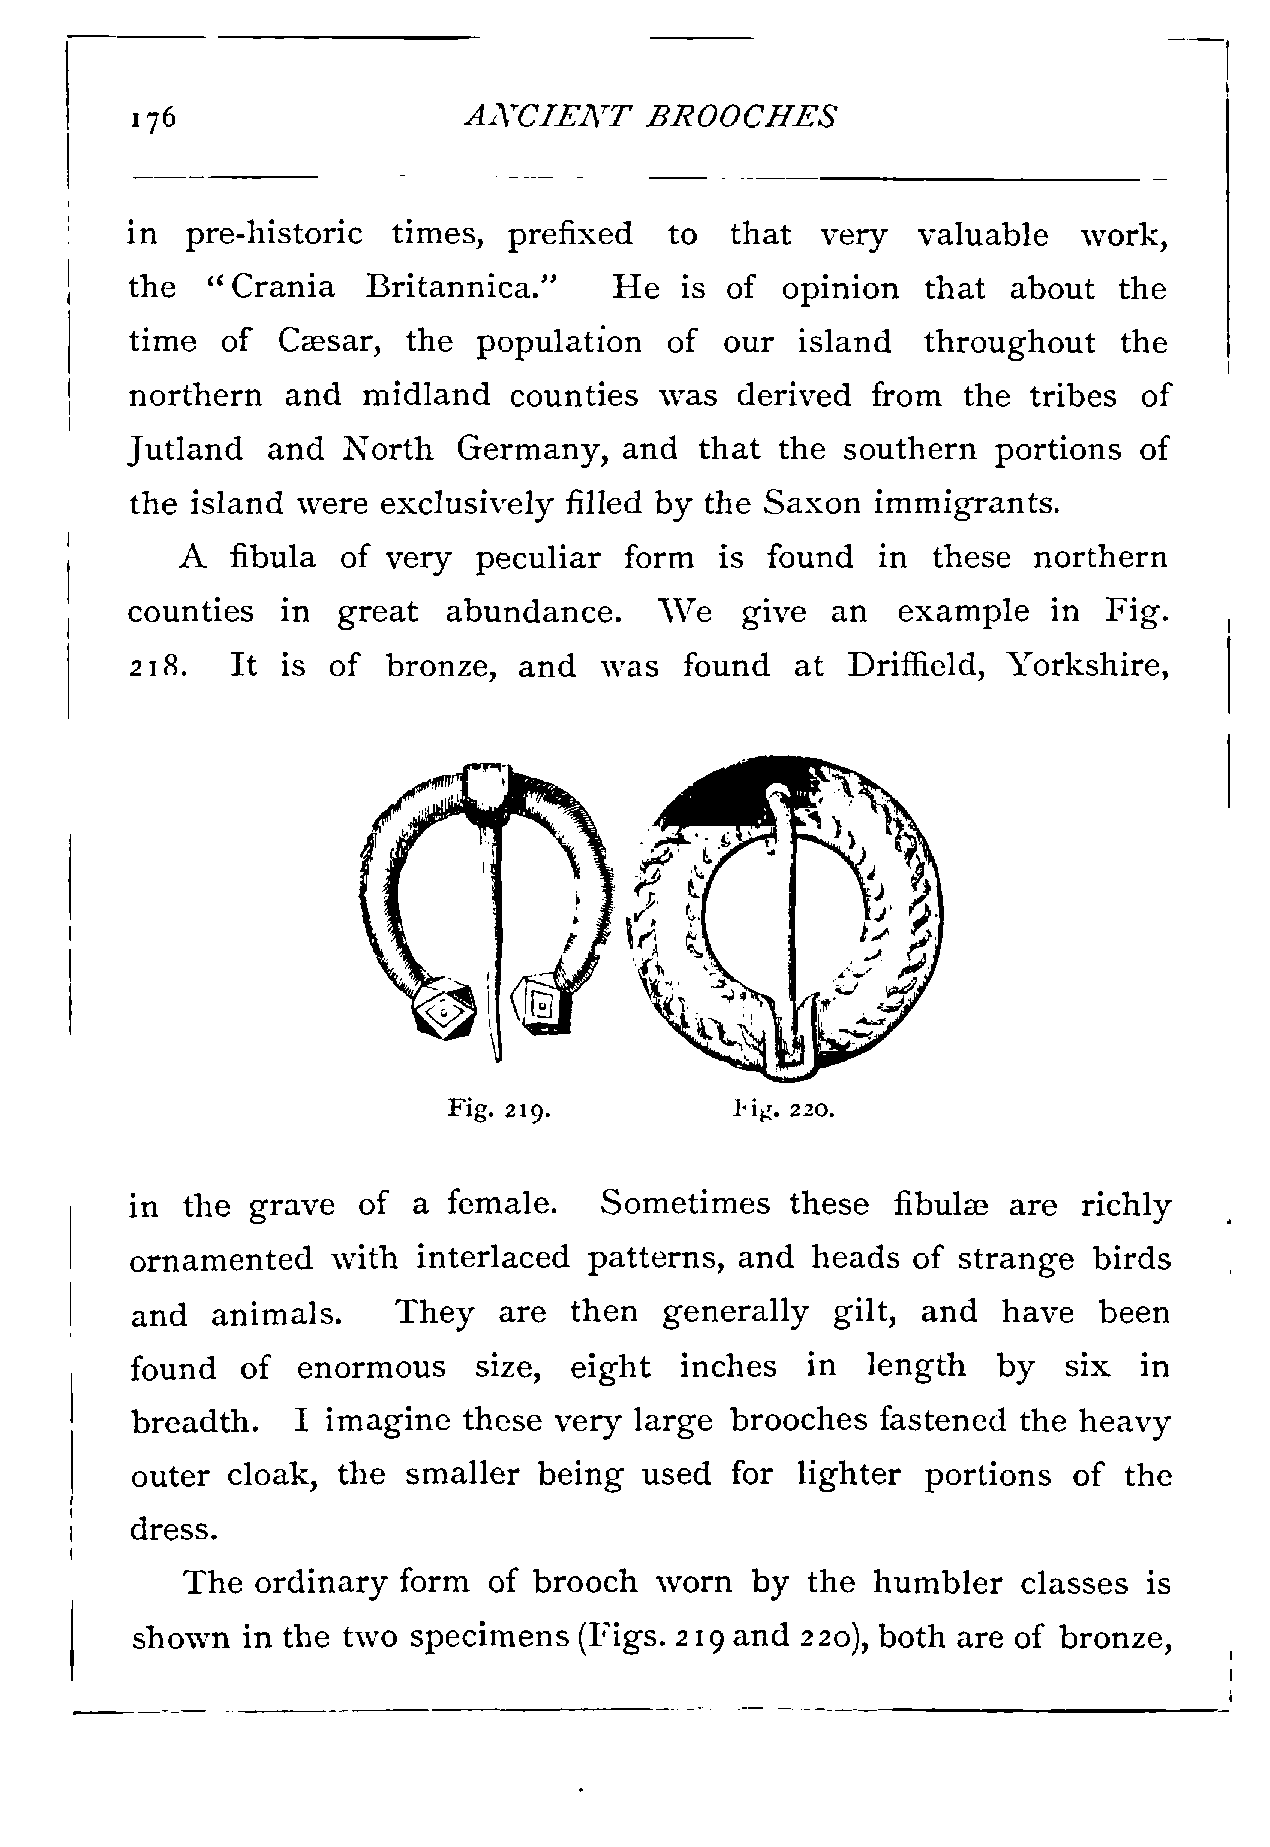 176 ANCIENT BROOCHES
in pre-historic times, prefixed to that very valuable work,
the “Crania Britannica.” He is of opinion that about the
time of Cæsar, the population of our island throughout the
northern and midland counties was derived from the tribes of
Jutland and North Germany, and that the southern portions of
the island were exclusively filled by the Saxon immigrants.
A fibula of very peculiar form is found in these northern
counties in great abundance. We give an example in Fig.
218. It is of bronze, and was found at Driffield, Yorkshire,
Fig. 219. Fig. 220.
in the grave of a female. Sometimes these fibulæ are richly
ornamented with interlaced patterns, and heads of strange birds
and animals. They are then generally gilt, and have been
found of enormous size, eight inches in length by six in
breadth. I imagine these very large brooches fastened the heavy
outer cloak, the smaller being used for lighter portions of the
dress.
The ordinary form of brooch worn by the humbler classes is
shown in the two specimens (Figs. 219 and 220), both are of bronze,